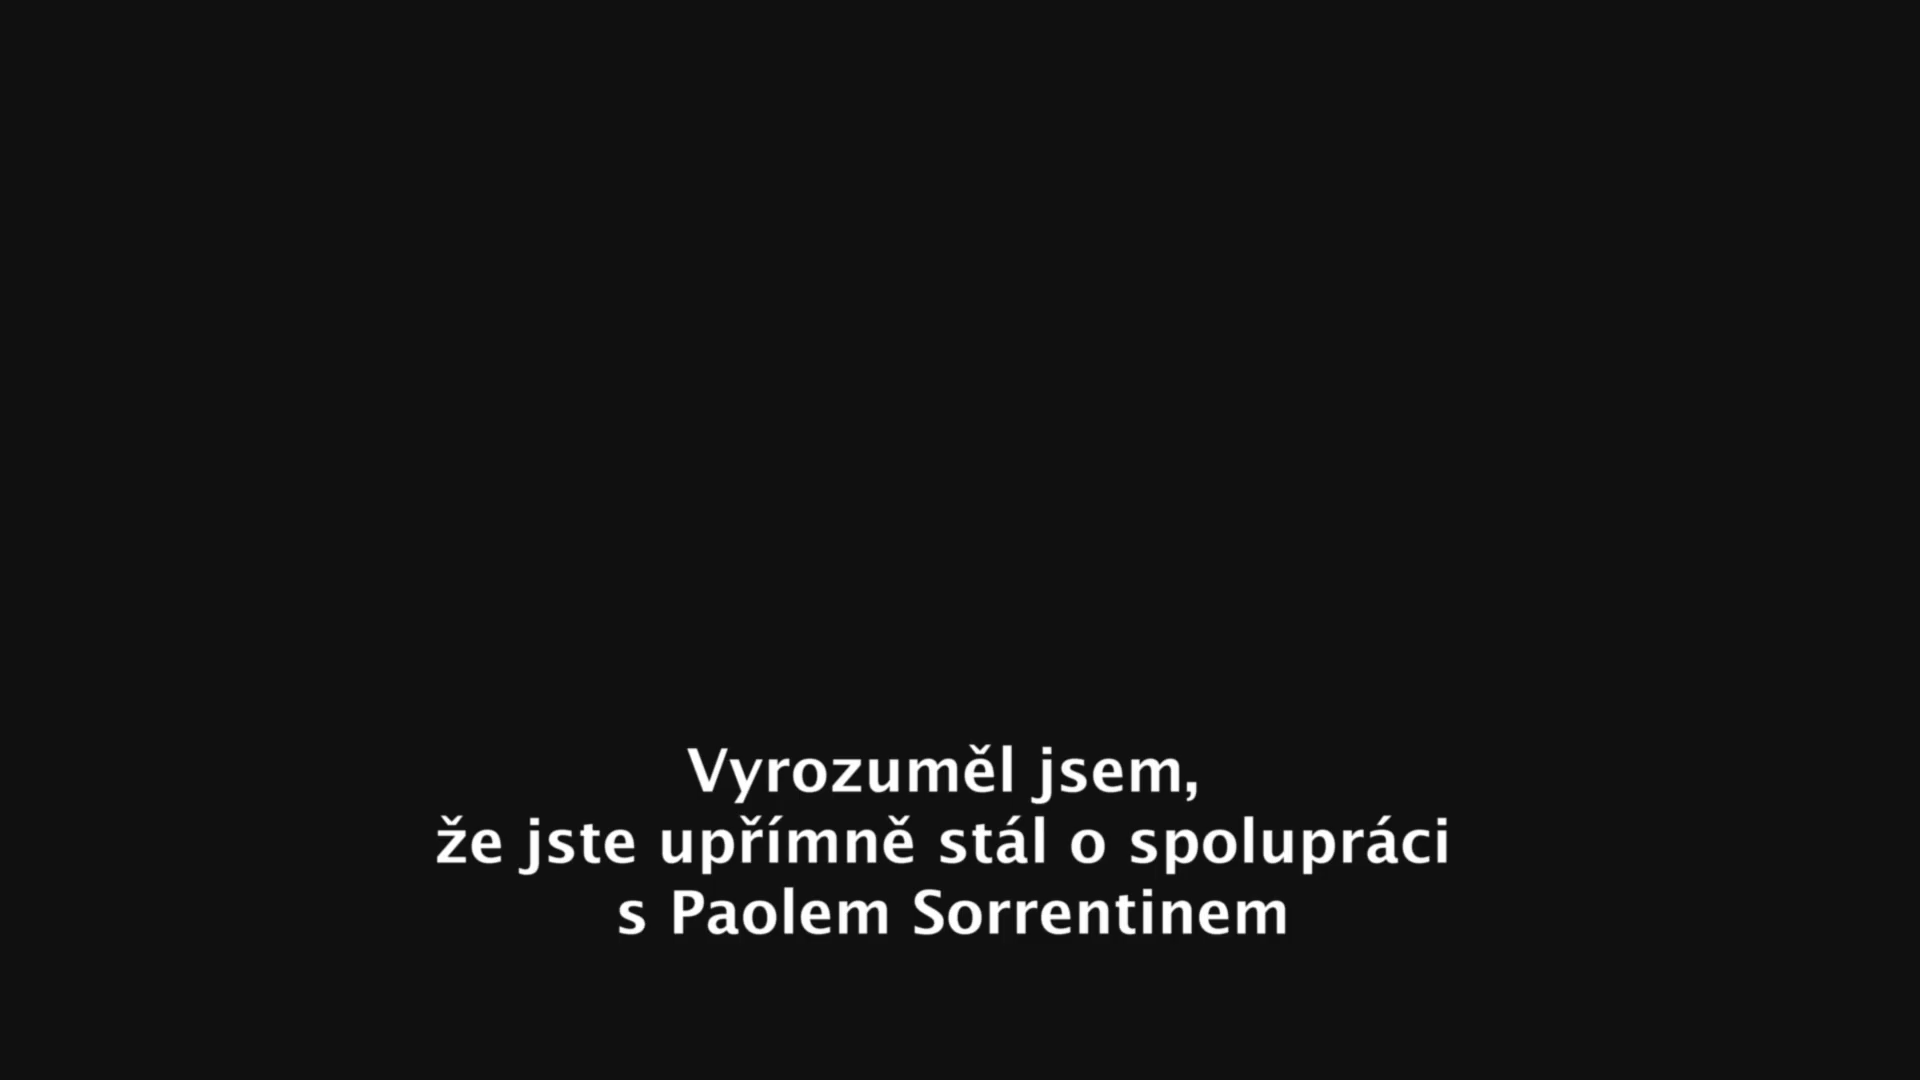 Vyrozuměl jsem,
že jste upřímně stál o spolupráci
s Paolem Sorrentinem